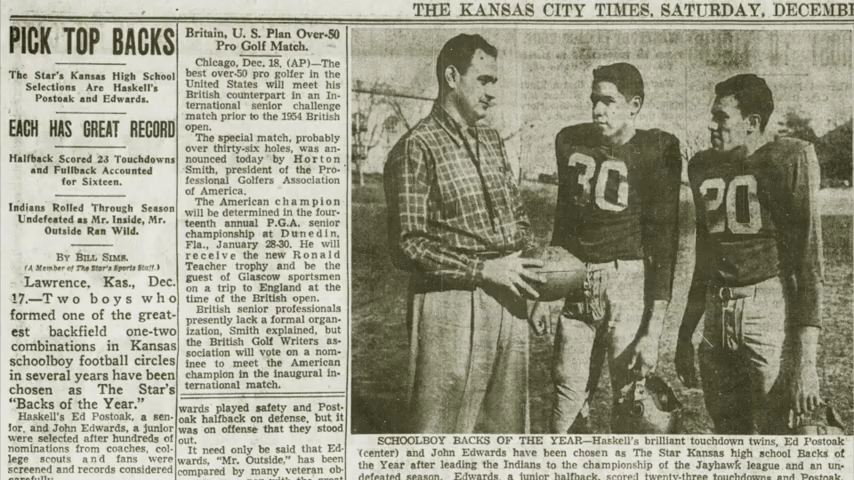 THE KANSAS CITY TIMES, SATURDAY, DECEMB
PICK TOP BACKS
The Star's Kansas High School
Selections Are Haskell's
Postoak and Edwards.
EACH HAS GREAT RECORD
Halfback Scored 23 Touchdowns
and Fullback Accounted
for Sixteen.
Indians Rolled Through Season
Undefeated as Mr. Inside, Mr.
Outside Ran Wild.
BY BILL SIMS.
(A Member of The Star's Sports Staff.)
Lawrence, Kas., Dec.
17.—Two boys who
formed one of the great-
est backfield one-two
combinations in Kansas
schoolboy football circles
in several years have been
chosen as The Star's
"Backs of the Year."
Haskell's Ed Postoak, a sen-
ior, and John Edwards, a junior
were selected after hundreds of
nominations from coaches, col-
lege scouts and fans were
screened and records considered
carefully.
Britain, U. S. Plan Over-50
Pro Golf Match.
Chicago, Dec. 18. (AP)—The
best over-50 pro golfer in the
United States will meet his
British counterpart in an In-
ternational senior challenge
match prior to the 1954 British
open.
The special match, probably
over thirty-six holes, was an-
nounced today by Horton
Smith, president of the Pro-
fessional Golfers Association
of America.
The American champion
will be determined in the four-
teenth annual P.G.A. senior
championship at Dunedin,
Fla., January 28-30. He will
receive the new Ronald
Teacher trophy and be the
guest of Glascow sportsmen
on a trip to England at the
time of the British open.
British senior professionals
presently lack a formal organ-
ization, Smith explained, but
the British Golf Writers as-
sociation will vote on a nom-
inee to meet the American
champion in the inaugural in-
ternational match.
wards played safety and Post-
oak halfback on defense, but it
was on offense that they stood
out.
It need only be said that Ed-
wards, "Mr. Outside," has been
compared by many veteran ob-
30
20
SCHOOLBOY BACKS OF THE YEAR—Haskell's brilliant touchdown twins, Ed Postoak
(center) and John Edwards have been chosen as The Star Kansas high school Backs of
the Year after leading the Indians to the championship of the Jayhawk league and an un-
defeated season. Edwards, a junior halfback, scored twenty-three touchdowns and Postoak,